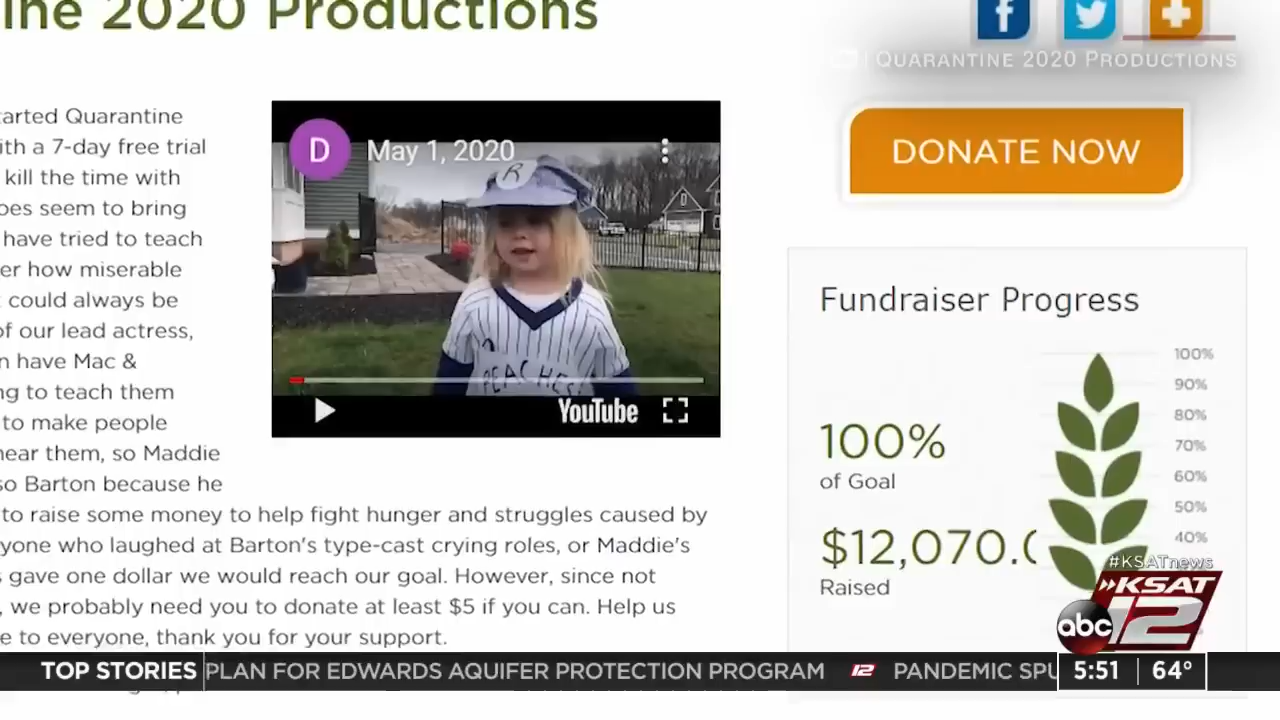 ine 2020 Productions
QUARANTINE 2020 PRODUCTIONS
DONATE NOW
tarted Quarantine
ith a 7-day free trial
kill the time with
oes seem to bring
have tried to teach
er how miserable
could always be
of our lead actress,
n have Mac &
ng to teach them
to make people
near them, so Maddie
so Barton because he
to raise some money to help fight hunger and struggles caused by
yone who laughed at Barton's type-cast crying roles, or Maddie's
s gave one dollar we would reach our goal. However, since not
, we probably need you to donate at least $5 if you can. Help us
e to everyone, thank you for your support.
D
May 1, 2020
R
PEACHES
YouTube
Fundraiser Progress
100%
of Goal
$12,070.0
Raised
100%
90%
80%
70%
60%
50%
40%
#KSATnews
KSAT
abc 12
TOP STORIES
PLAN FOR EDWARDS AQUIFER PROTECTION PROGRAM 12 PANDEMIC SPU
5:51 64°